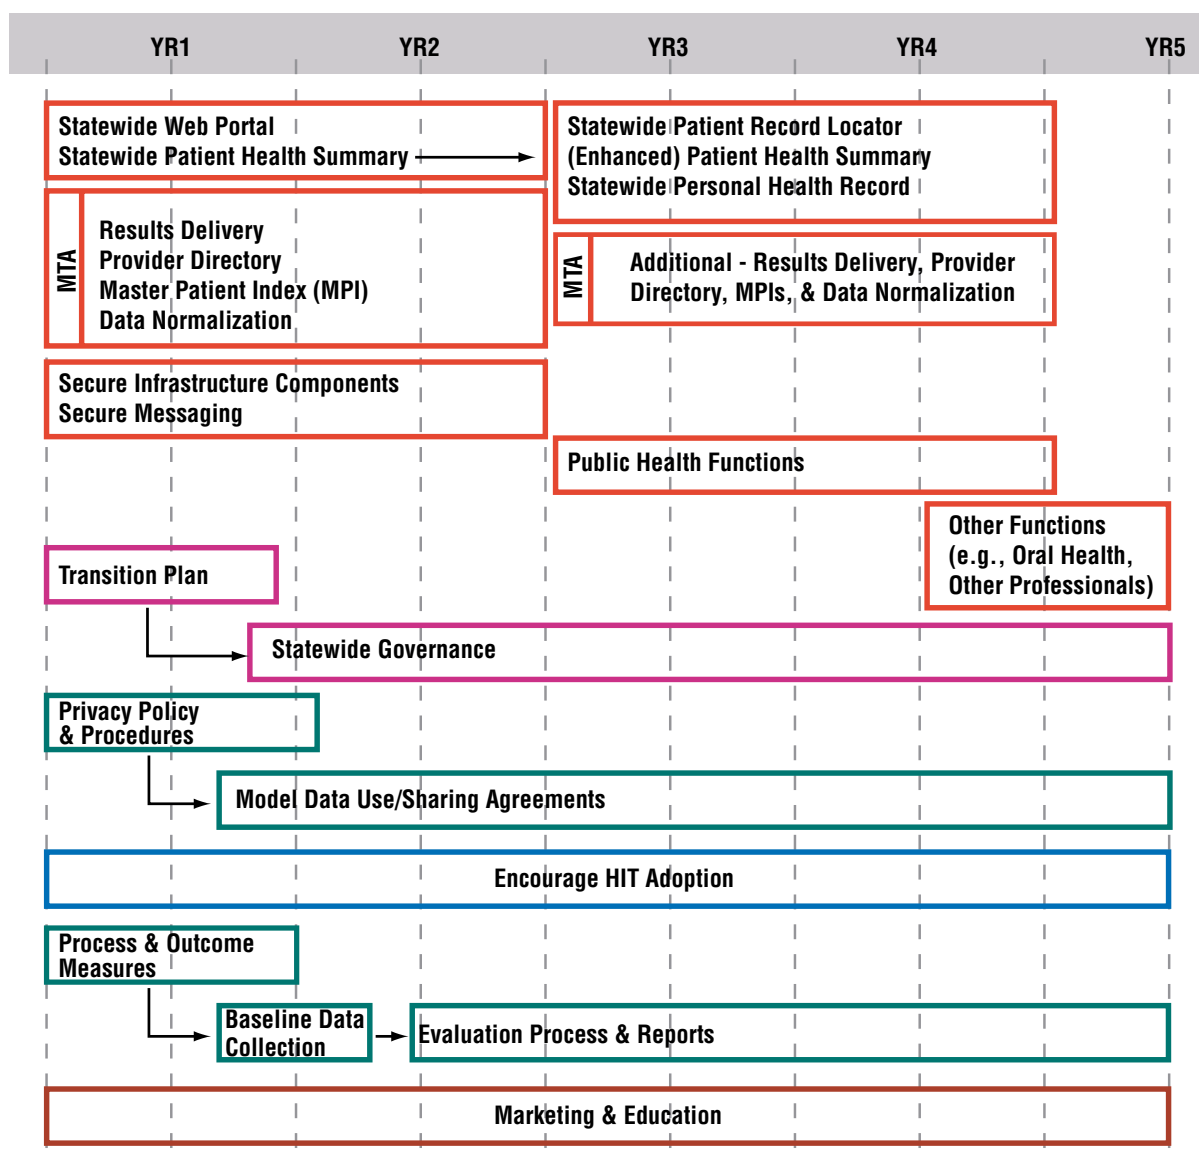 YR1 YR2 YR3 YR4 YR5
Statewide Web Portal
Statewide Patient Health Summary
Statewide Patient Record Locator
(Enhanced) Patient Health Summary
Statewide Personal Health Record
MTA
Results Delivery
Provider Directory
Master Patient Index (MPI)
Data Normalization
MTA
Additional - Results Delivery, Provider
Directory, MPIs, & Data Normalization
Secure Infrastructure Components
Secure Messaging
Public Health Functions
Other Functions
(e.g., Oral Health,
Other Professionals)
Transition Plan
Statewide Governance
Privacy Policy
& Procedures
Model Data Use/Sharing Agreements
Encourage HIT Adoption
Process & Outcome
Measures
Baseline Data
Collection
Evaluation Process & Reports
Marketing & Education